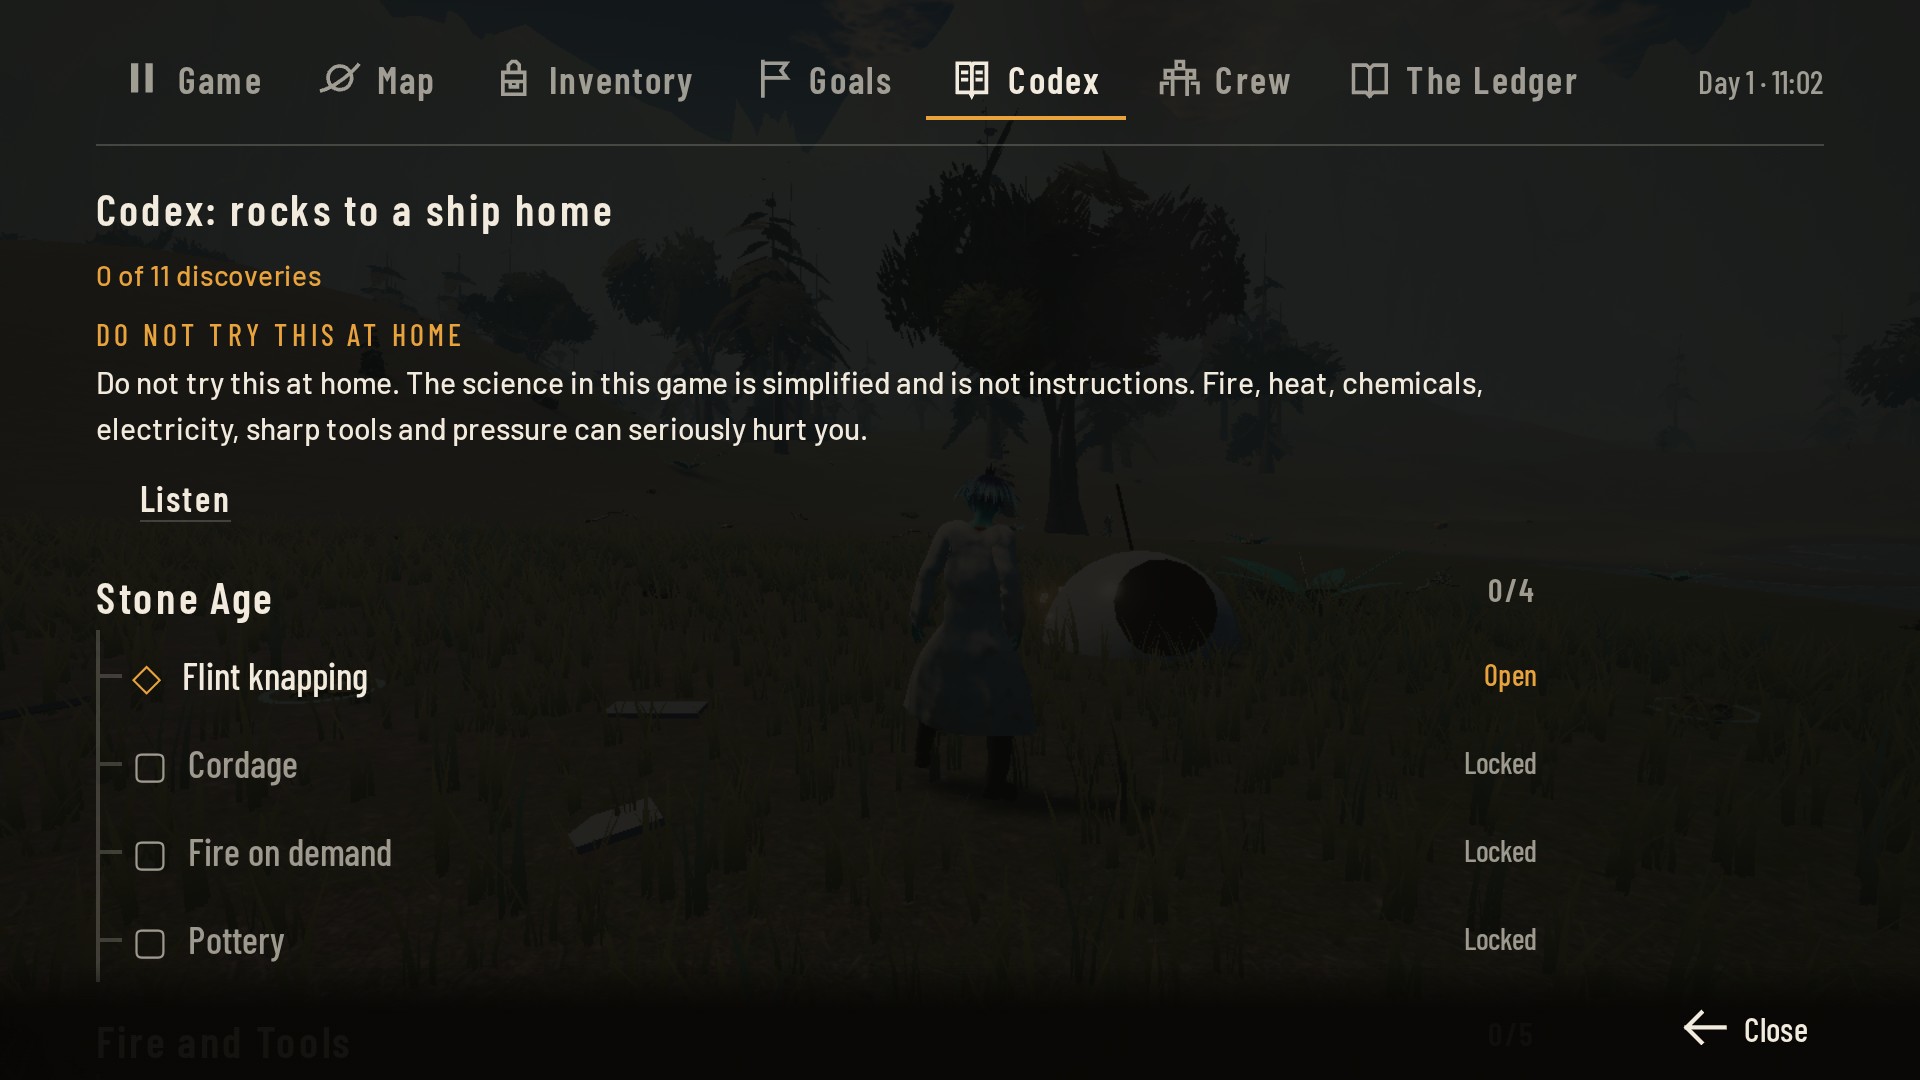 Game Map Inventory Goals Codex Crew The Ledger Day 1 · 11:02
Codex: rocks to a ship home
0 of 11 discoveries
DO NOT TRY THIS AT HOME
Do not try this at home. The science in this game is simplified and is not instructions. Fire, heat, chemicals,
electricity, sharp tools and pressure can seriously hurt you.
Listen
Stone Age 0/4
Flint knapping Open
Cordage Locked
Fire on demand Locked
Pottery Locked
Fire and Tools 0/5
Close